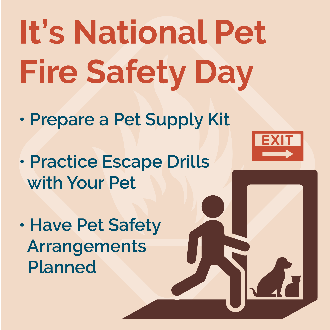 It's National Pet
Fire Safety Day
• Prepare a Pet Supply Kit
EXIT
• Practice Escape Drills
with Your Pet
• Have Pet Safety
Arrangements
Planned